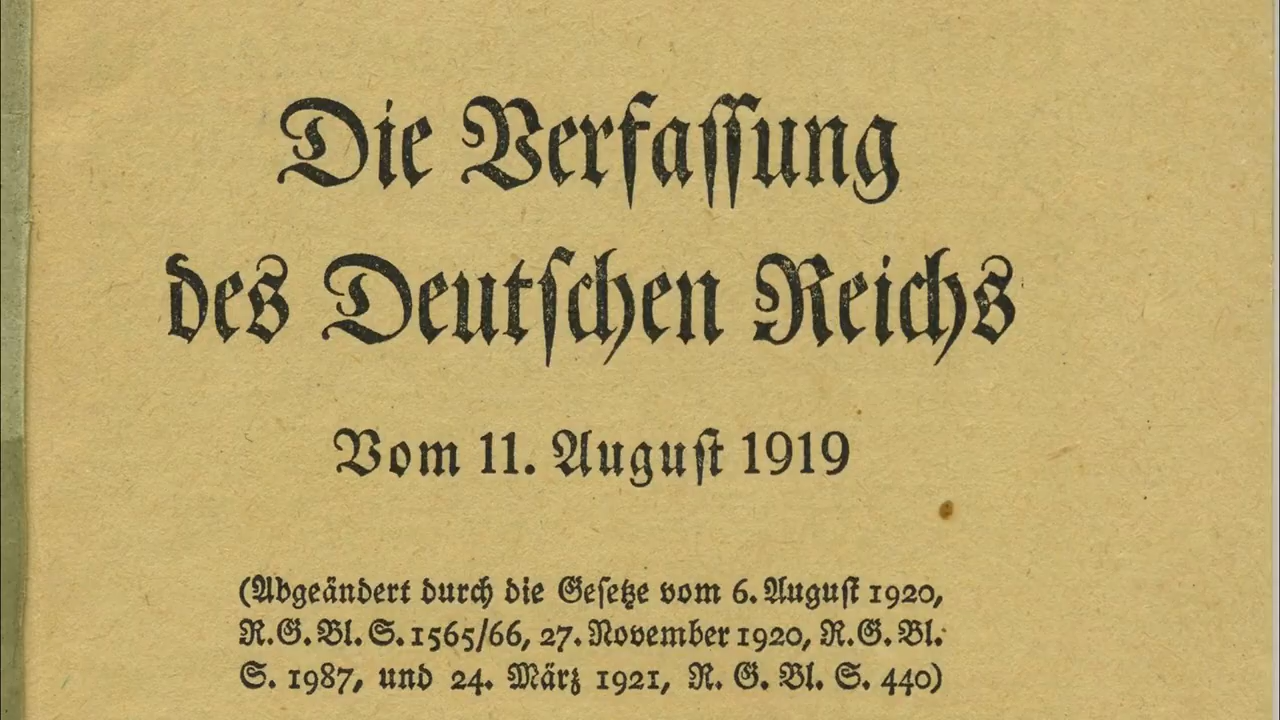 Die Verfassung
des Deutschen Reichs
Vom 11. August 1919
(Abgeändert durch die Gesetze vom 6. August 1920,
R.G.Bl. S. 1565/66, 27. November 1920, R.G.Bl.
S. 1987, und 24. März 1921, R. G. Bl. S. 440)